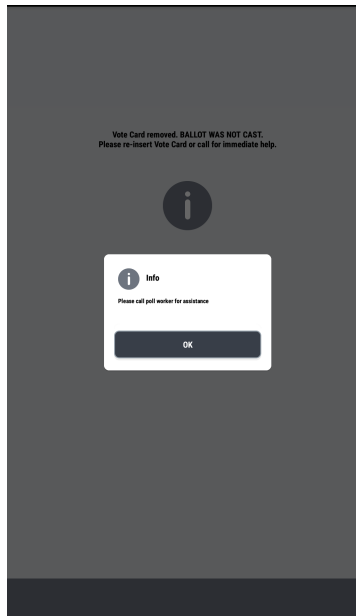 Vote Card removed. BALLOT WAS NOT CAST.
Please re-insert Vote Card or call for immediate help.
Info
Please call poll worker for assistance
OK